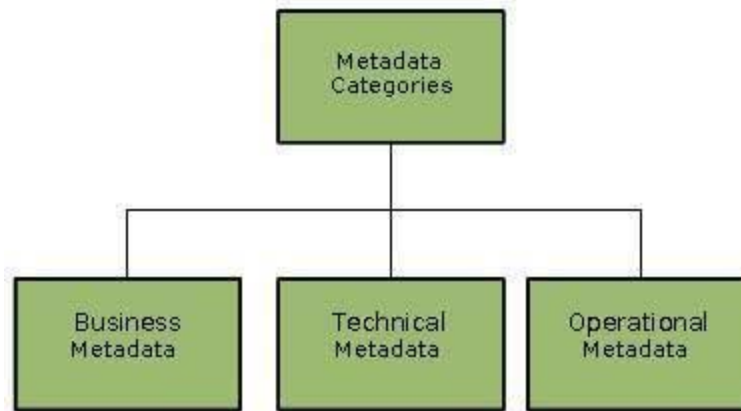 Metadata
Categories
Business
Metadata
Technical
Metadata
Operational
Metadata